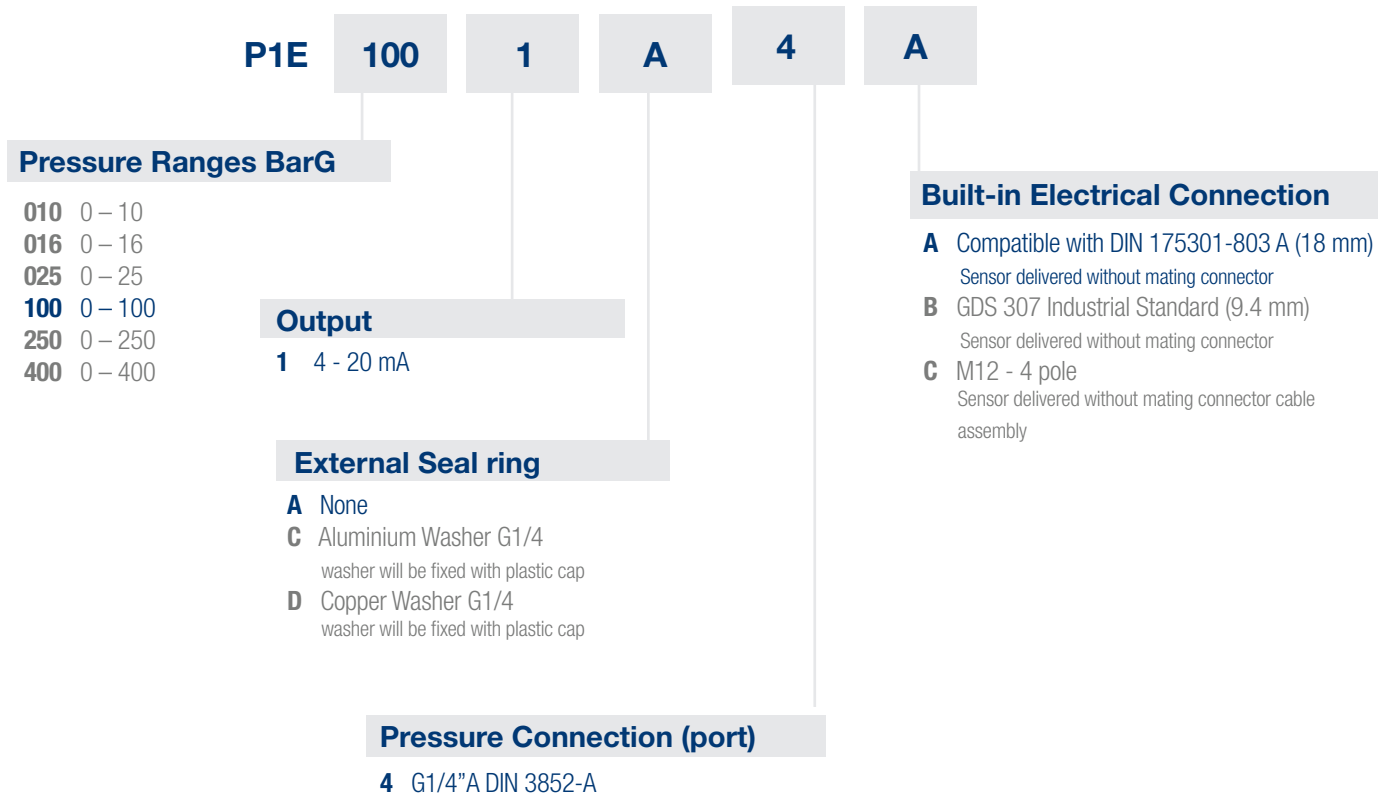 P1E 100 1 A 4 A
Pressure Ranges BarG
010 0 – 10
016 0 – 16
025 0 – 25
100 0 – 100
250 0 – 250
400 0 – 400
Output
1 4 - 20 mA
External Seal ring
A None
C Aluminium Washer G1/4
washer will be fixed with plastic cap
D Copper Washer G1/4
washer will be fixed with plastic cap
Pressure Connection (port)
4 G1/4”A DIN 3852-A
Built-in Electrical Connection
A Compatible with DIN 175301-803 A (18 mm)
Sensor delivered without mating connector
B GDS 307 Industrial Standard (9.4 mm)
Sensor delivered without mating connector
C M12 - 4 pole
Sensor delivered without mating connector cable
assembly